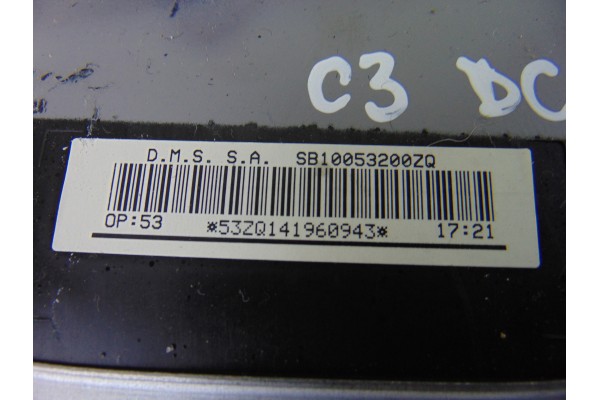 C3 DC
D.M.S. S.A. SB10053200ZQ
OP:53 *53ZQ141960943* 17:21